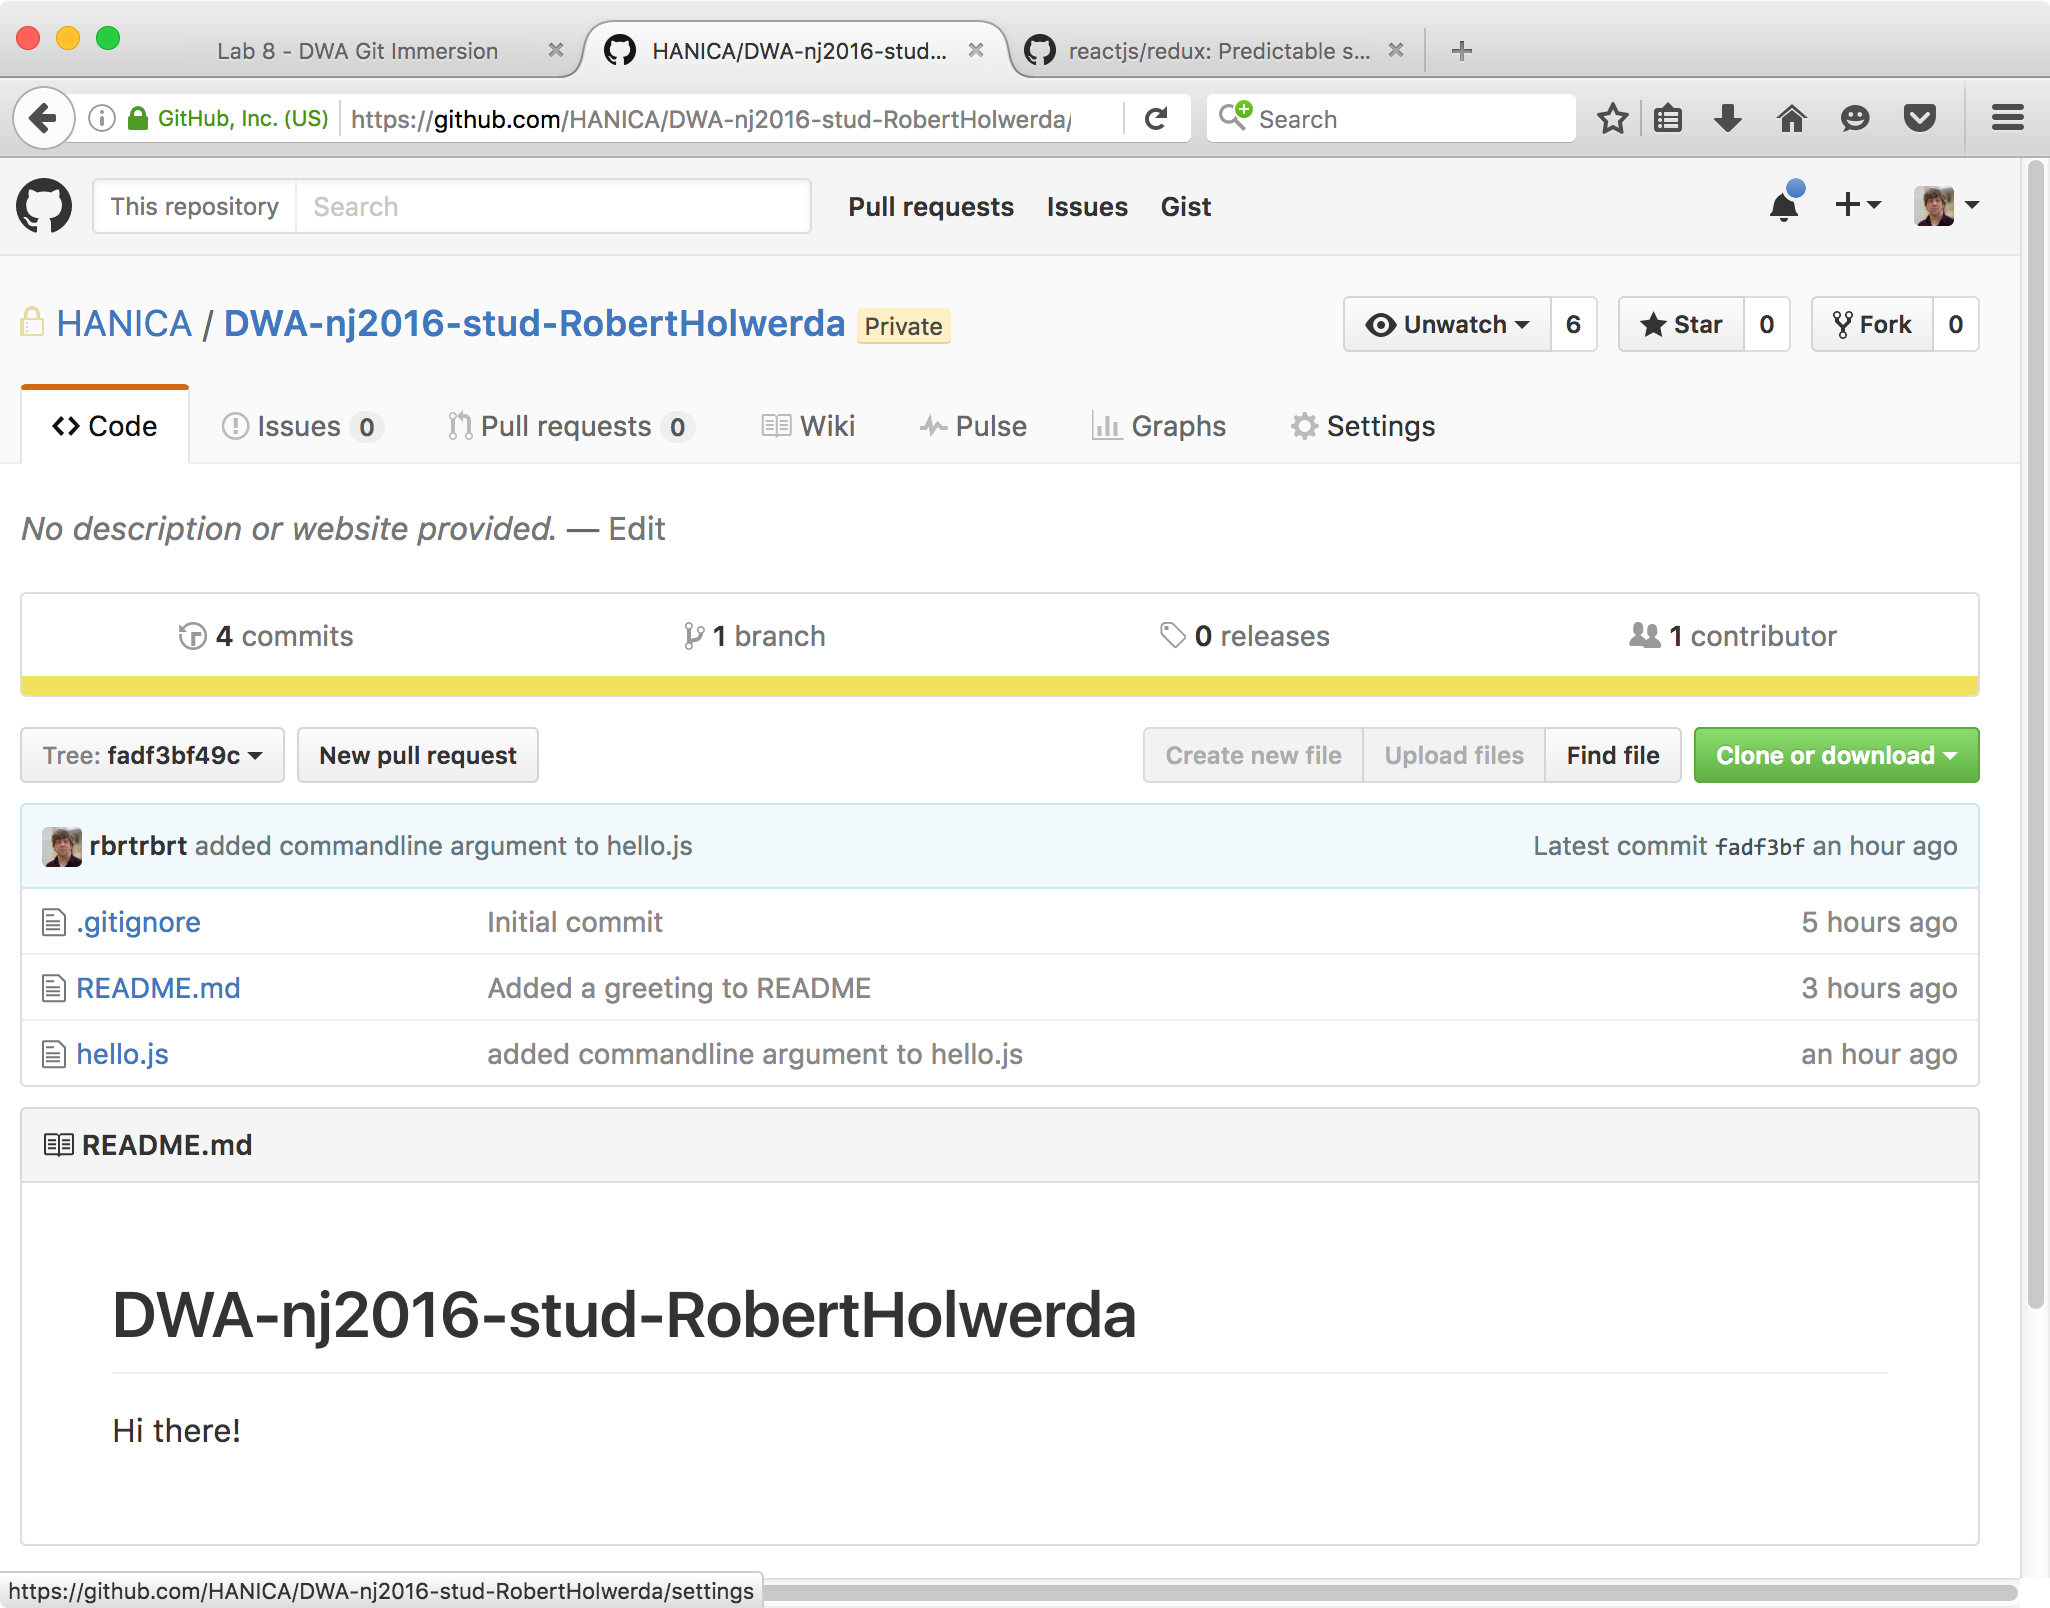 Lab 8 - DWA Git Immersion
HANICA/DWA-nj2016-stud...
reactjs/redux: Predictable s...
GitHub, Inc. (US)
https://github.com/HANICA/DWA-nj2016-stud-RobertHolwerda/
Search
This repository
Search
Pull requests
Issues
Gist
HANICA / DWA-nj2016-stud-RobertHolwerda Private
Unwatch 6
Star 0
Fork 0
Code
Issues 0
Pull requests 0
Wiki
Pulse
Graphs
Settings
No description or website provided. — Edit
4 commits
1 branch
0 releases
1 contributor
Tree: fadf3bf49c
New pull request
Create new file
Upload files
Find file
Clone or download
rbrtrbrt added commandline argument to hello.js
Latest commit fadf3bf an hour ago
.gitignore
Initial commit
5 hours ago
README.md
Added a greeting to README
3 hours ago
hello.js
added commandline argument to hello.js
an hour ago
README.md
DWA-nj2016-stud-RobertHolwerda
Hi there!
https://github.com/HANICA/DWA-nj2016-stud-RobertHolwerda/settings